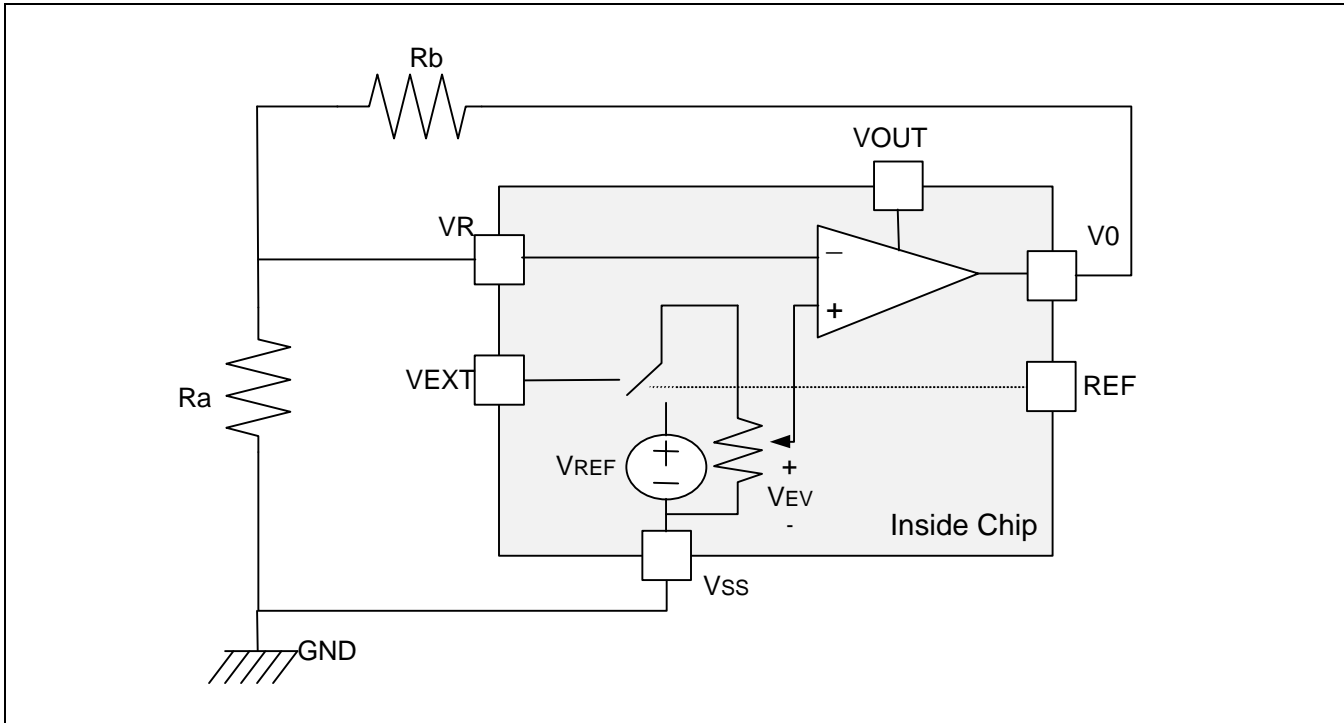 Rb
VOUT
VR
V0
−
+
VEXT
REF
Ra
+
−
VREF
+
VEV
-
Inside Chip
VSS
GND